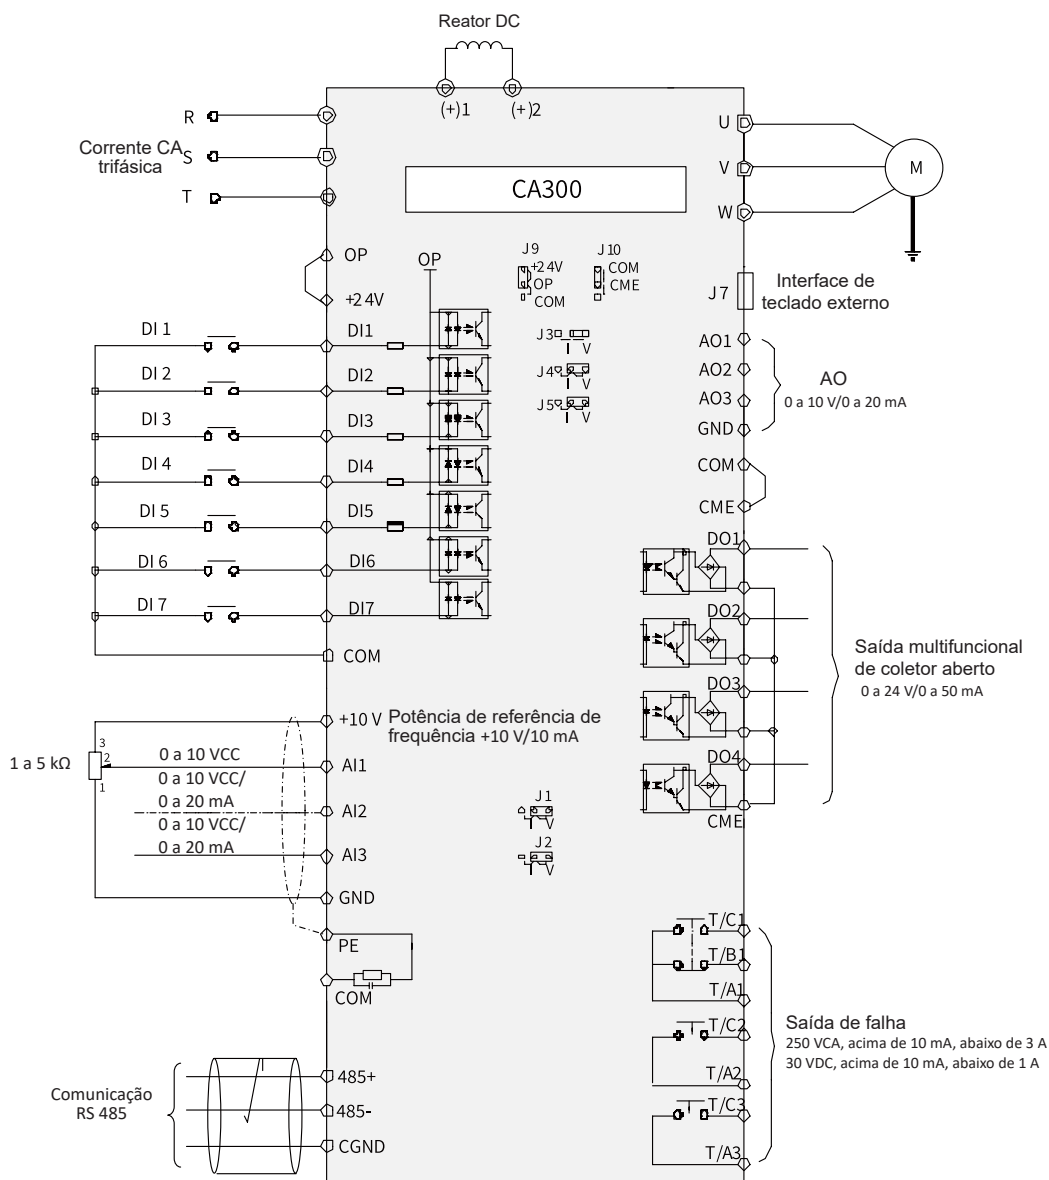 Reator DC
(+)1
(+)2
R
Corrente CA
trifásica
S
T
CA300
U
V
W
M
OP
+24V
OP
J9
+24V
OP
COM
J10
COM
CME
J7
Interface de
teclado externo
DI 1
DI 2
DI 3
DI 4
DI 5
DI 6
DI 7
DI1
DI2
DI3
DI4
DI5
DI6
DI7
COM
J3
I V
J4
I V
J5
I V
AO1
AO2
AO3
GND
AO
0 a 10 V/0 a 20 mA
COM
CME
DO1
DO2
DO3
DO4
CME
Saída multifuncional
de coletor aberto
0 a 24 V/0 a 50 mA
+10 V
Potência de referência de
frequência +10 V/10 mA
1 a 5 kΩ
3
2
1
0 a 10 VCC
0 a 10 VCC/
0 a 20 mA
0 a 10 VCC/
0 a 20 mA
AI1
AI2
AI3
GND
PE
COM
J1
I V
J2
I V
T/C1
T/B1
T/A1
T/C2
T/A2
T/C3
T/A3
Saída de falha
250 VCA, acima de 10 mA, abaixo de 3 A
30 VDC, acima de 10 mA, abaixo de 1 A
Comunicação
RS 485
485+
485-
CGND